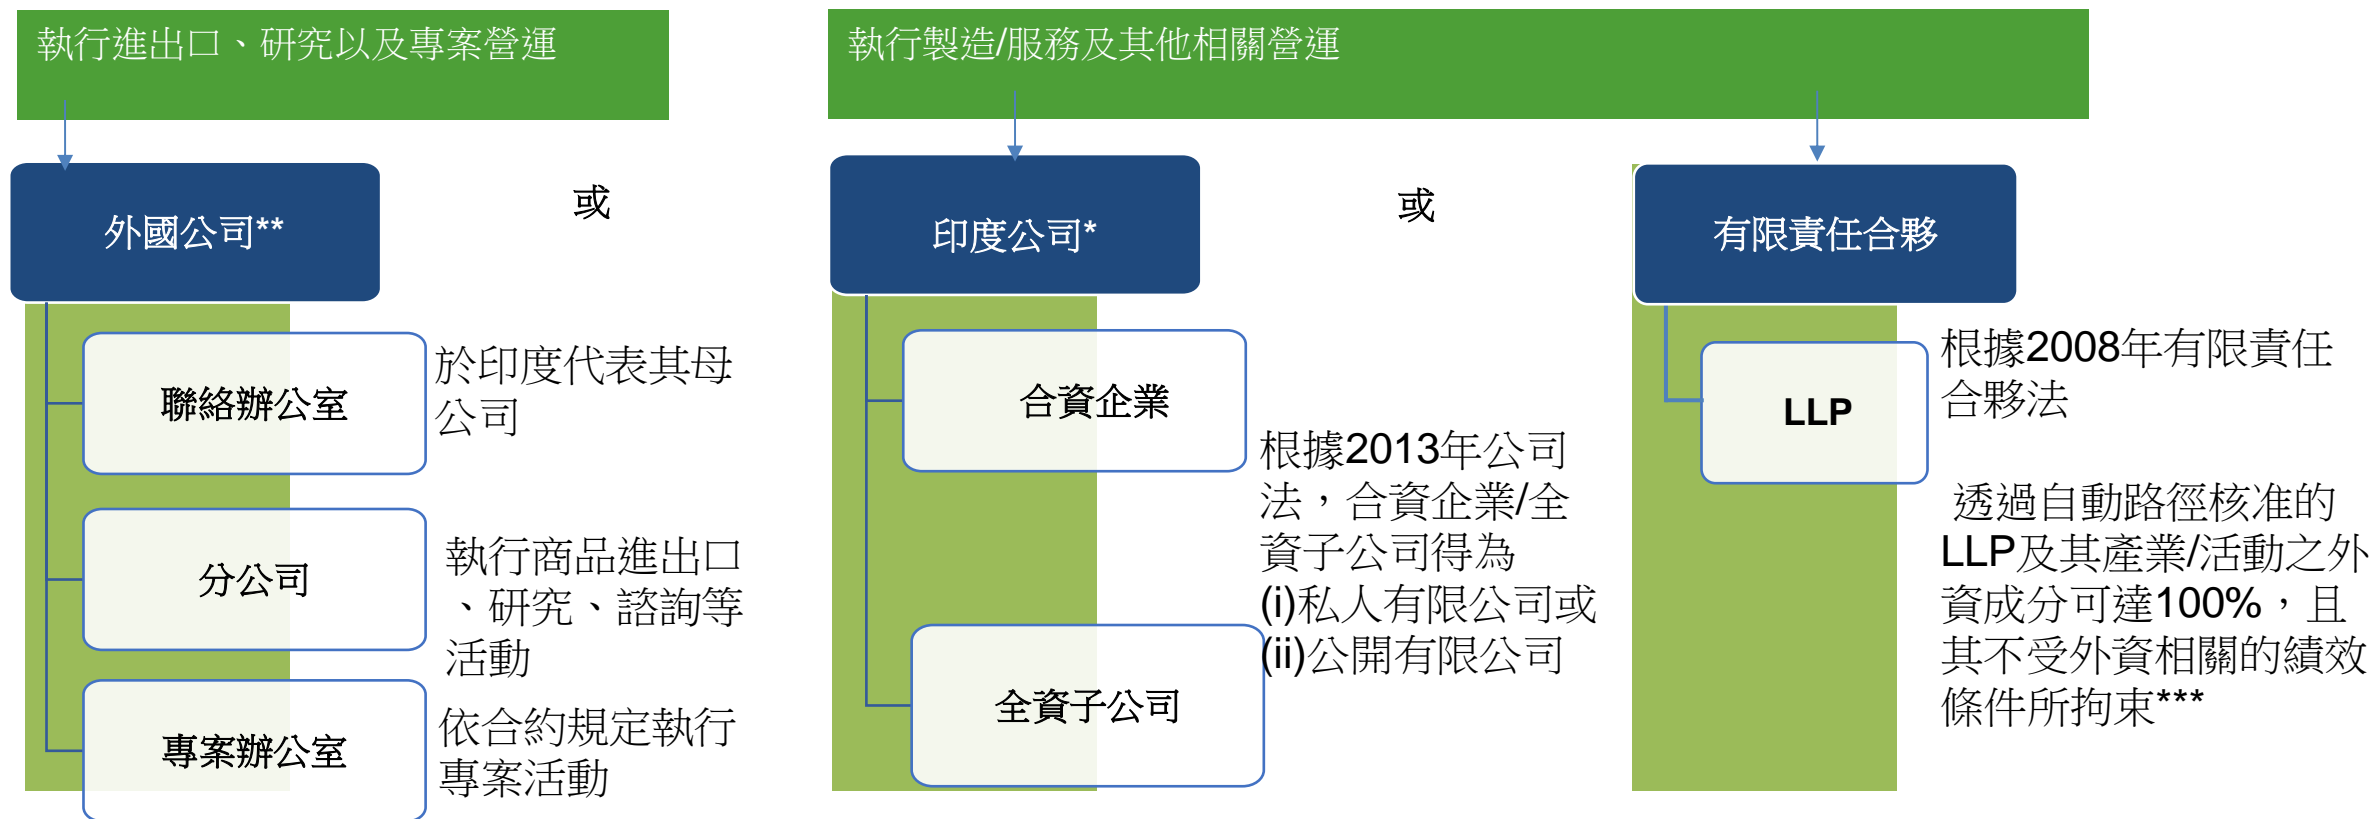 執行進出口、研究以及專案營運
外國公司**
聯絡辦公室
於印度代表其母
公司
分公司
執行商品進出口
、研究、諮詢等
活動
專案辦公室
依合約規定執行
專案活動
或
執行製造/服務及其他相關營運
印度公司*
合資企業
全資子公司
根據2013年公司
法，合資企業/全
資子公司得為
(i)私人有限公司或
(ii)公開有限公司
或
有限責任合夥
LLP
根據2008年有限責任
合夥法
透過自動路徑核准的
LLP及其產業/活動之外
資成分可達100%，且
其不受外資相關的績效
條件所拘束***